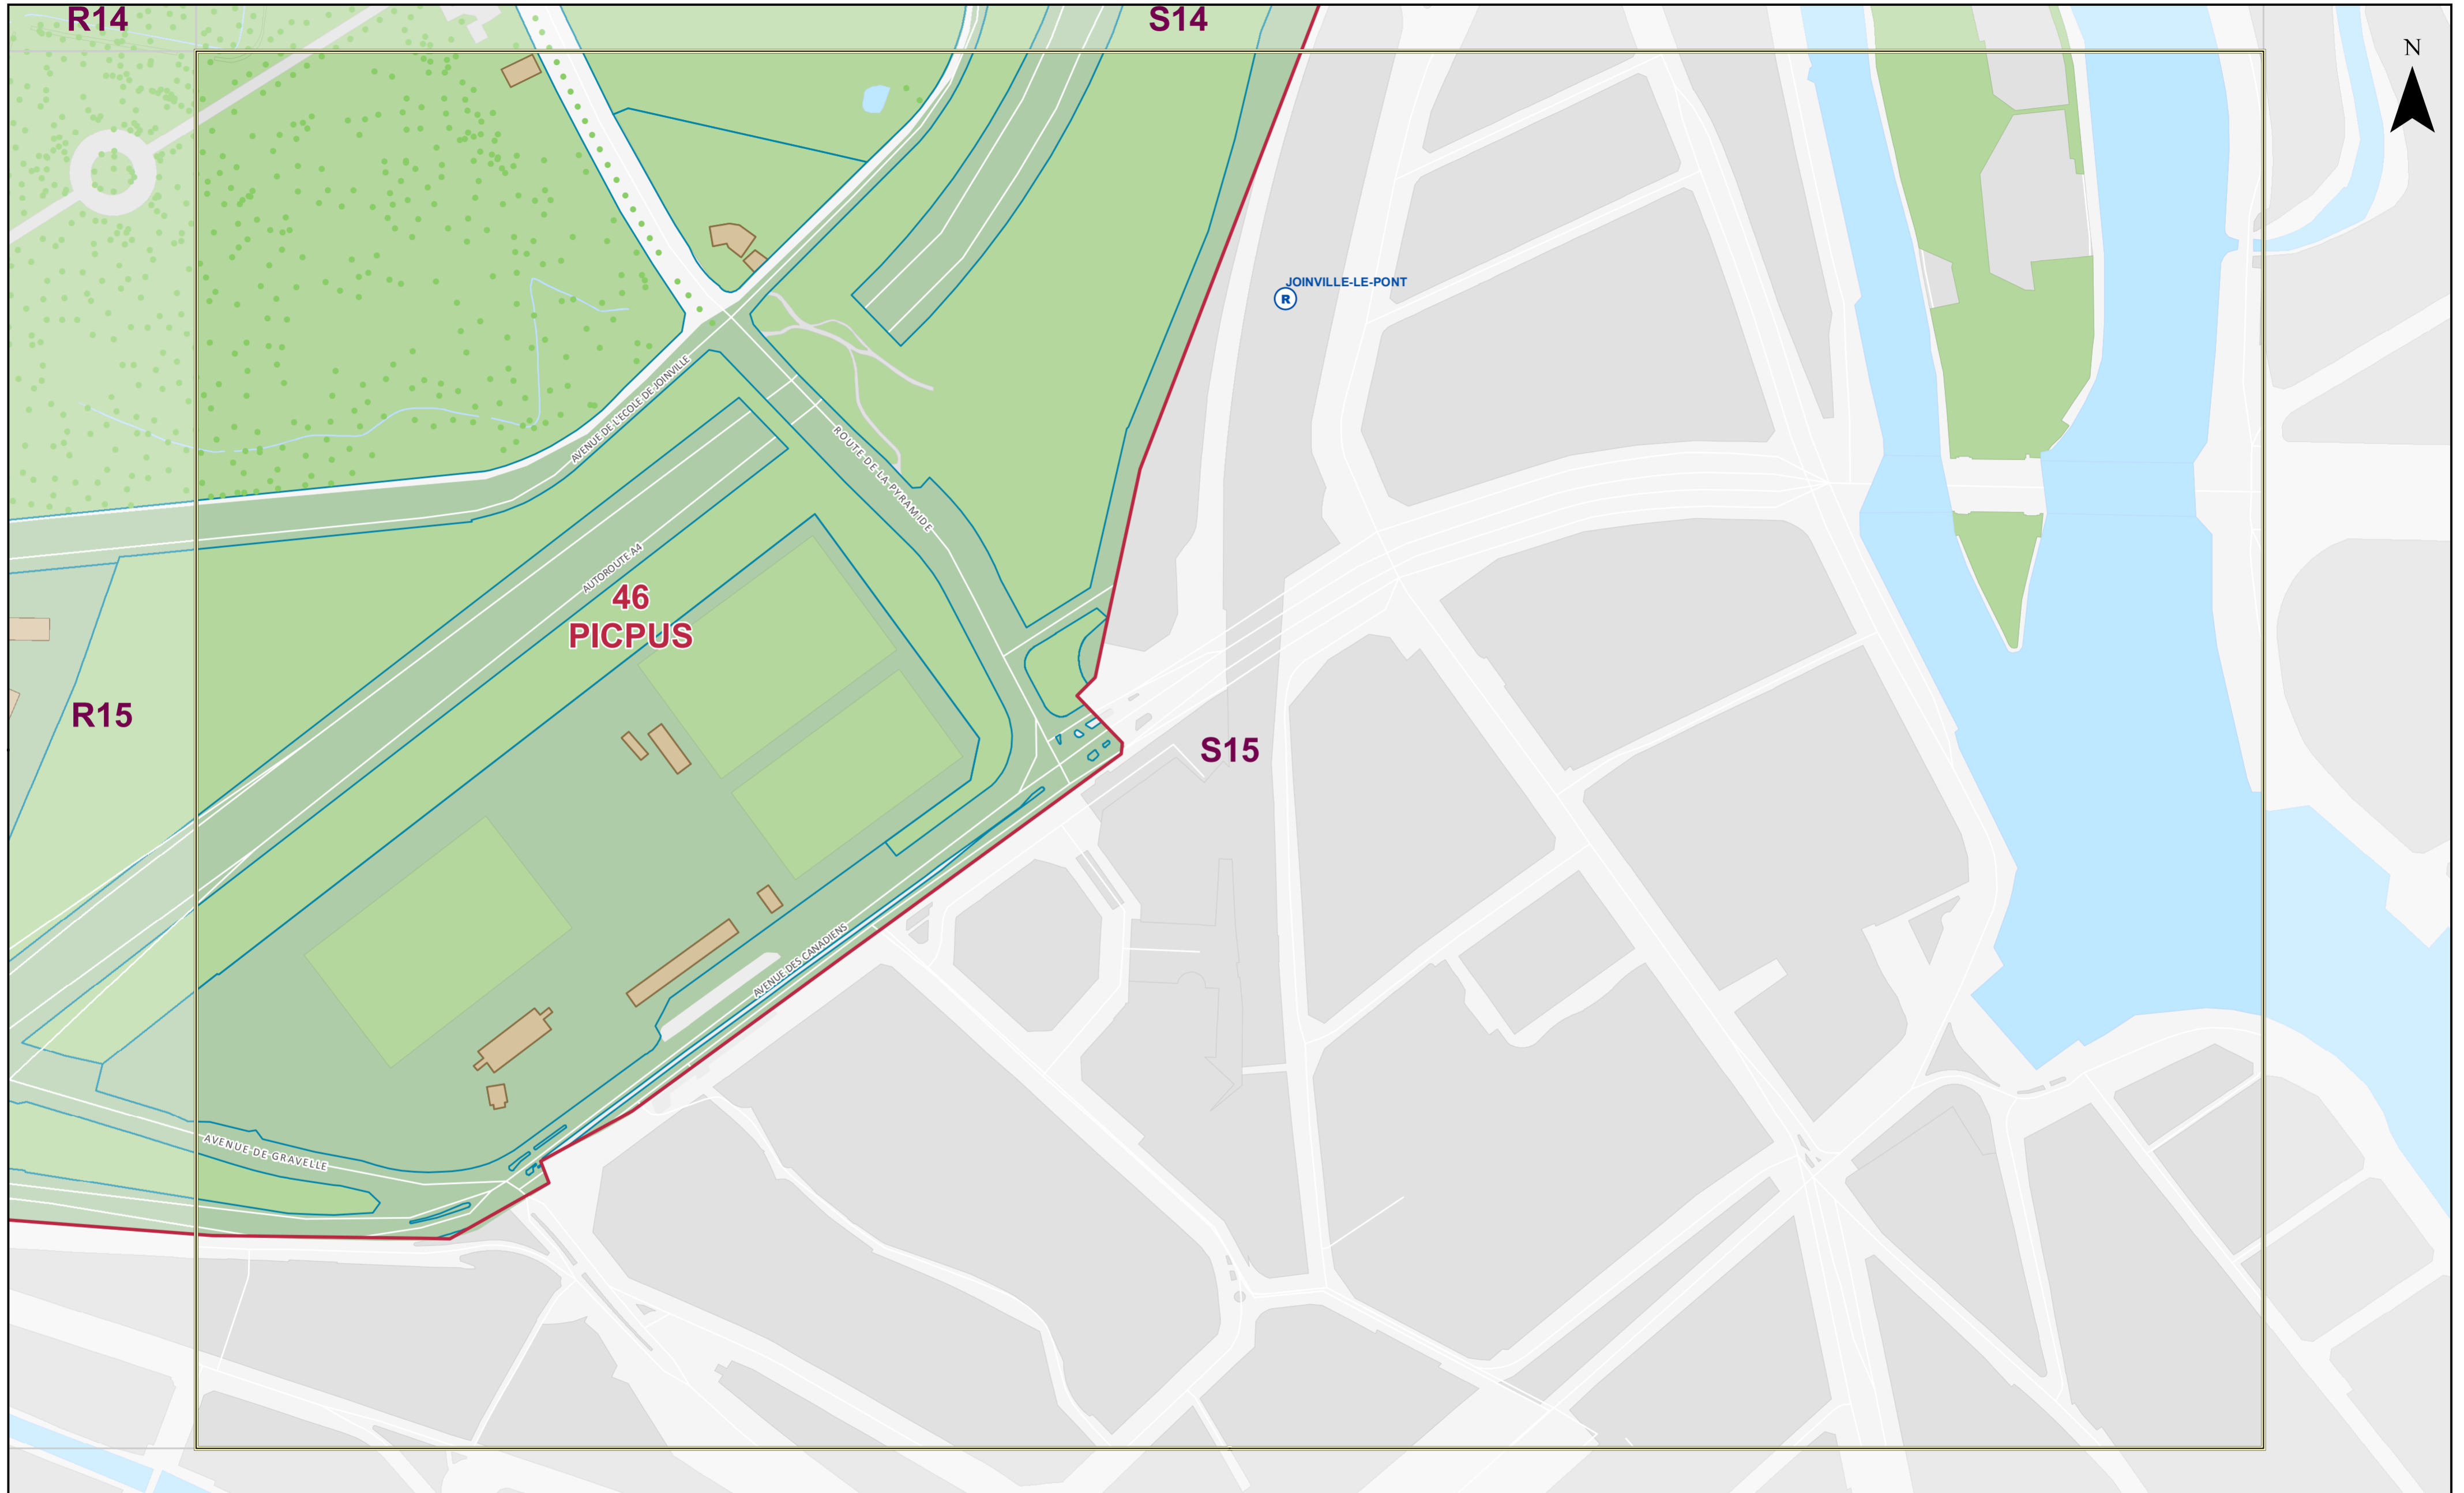 R14
S14
N
JOINVILLE-LE-PONT
R
AVENUE DE L'ECOLE DE JOINVILLE
ROUTE DE LA PYRAMIDE
AUTOROUTE A4
46
PICPUS
R15
S15
AVENUE DES CANADIENS
AVENUE DE GRAVELLE